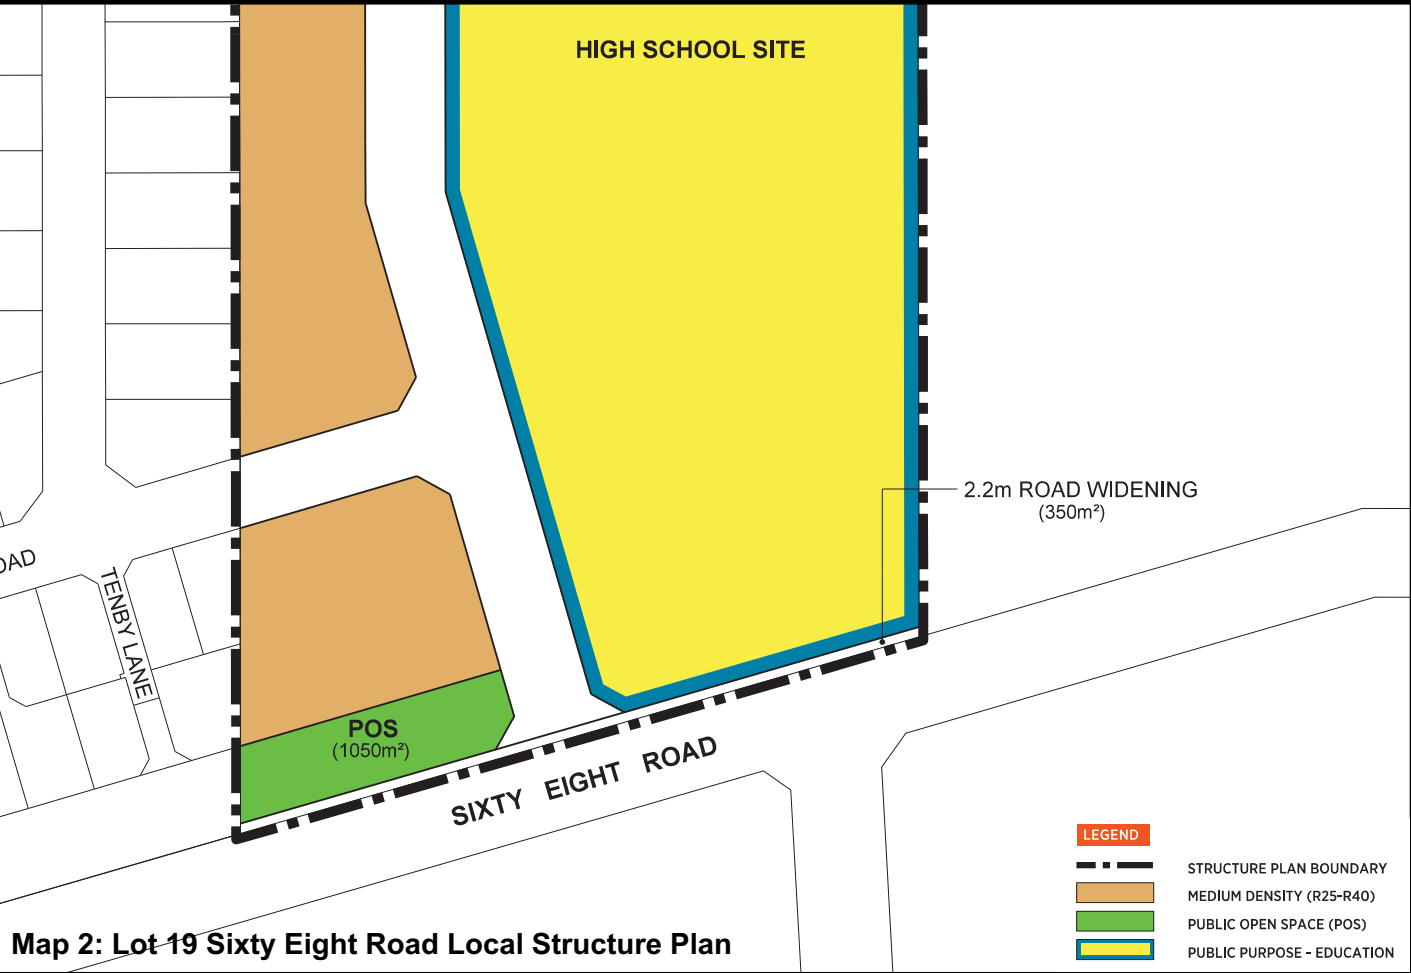 HIGH SCHOOL SITE
2.2m ROAD WIDENING
(350m²)
OAD
TENBY LANE
POS
(1050m²)
SIXTY EIGHT ROAD
LEGEND
STRUCTURE PLAN BOUNDARY
MEDIUM DENSITY (R25-R40)
PUBLIC OPEN SPACE (POS)
PUBLIC PURPOSE - EDUCATION
Map 2: Lot 19 Sixty Eight Road Local Structure Plan